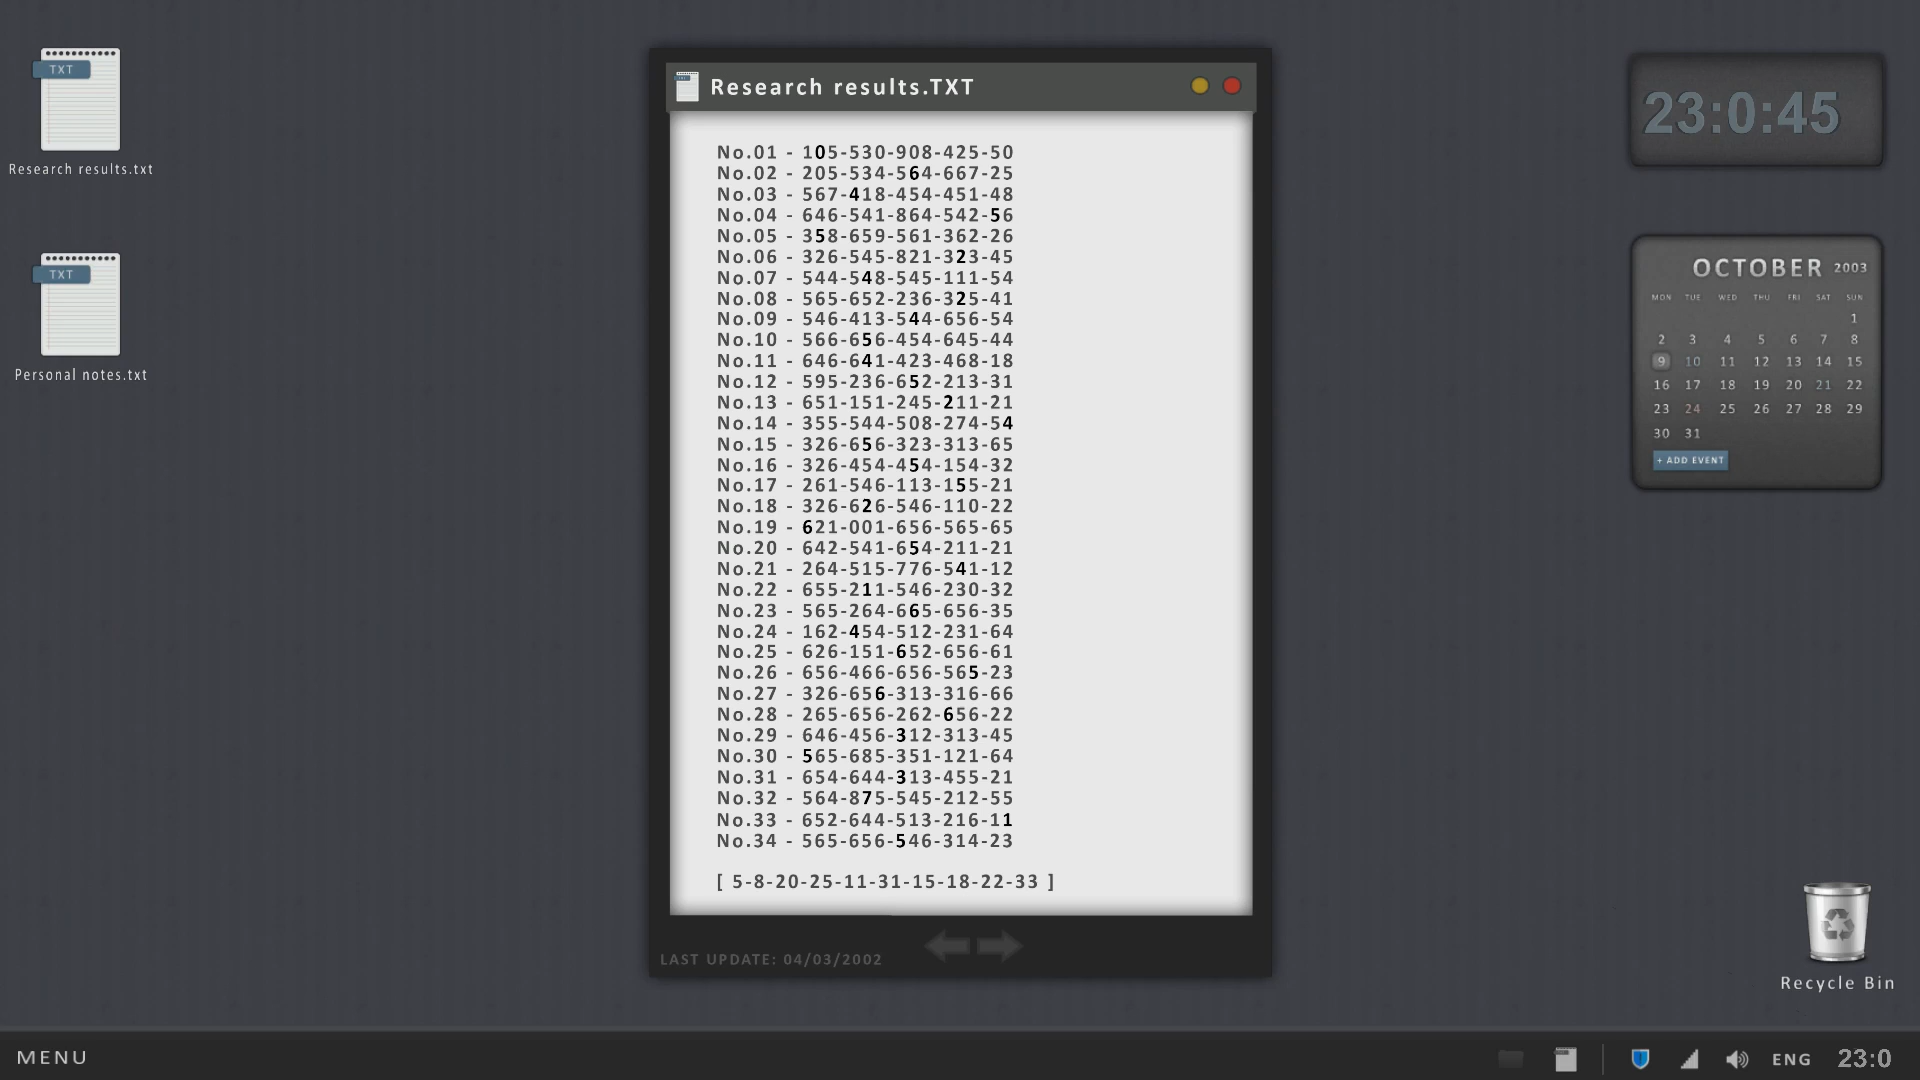 TXT
Research results.txt
TXT
Personal notes.txt
Research results.TXT
No.01 - 105-530-908-425-50
No.02 - 205-534-564-667-25
No.03 - 567-418-454-451-48
No.04 - 646-541-864-542-56
No.05 - 358-659-561-362-26
No.06 - 326-545-821-323-45
No.07 - 544-548-545-111-54
No.08 - 565-652-236-325-41
No.09 - 546-413-544-656-54
No.10 - 566-656-454-645-44
No.11 - 646-641-423-468-18
No.12 - 595-236-652-213-31
No.13 - 651-151-245-211-21
No.14 - 355-544-508-274-54
No.15 - 326-656-323-313-65
No.16 - 326-454-454-154-32
No.17 - 261-546-113-155-21
No.18 - 326-626-546-110-22
No.19 - 621-001-656-565-65
No.20 - 642-541-654-211-21
No.21 - 264-515-776-541-12
No.22 - 655-211-546-230-32
No.23 - 565-264-665-656-35
No.24 - 162-454-512-231-64
No.25 - 626-151-652-656-61
No.26 - 656-466-656-565-23
No.27 - 326-656-313-316-66
No.28 - 265-656-262-656-22
No.29 - 646-456-312-313-45
No.30 - 565-685-351-121-64
No.31 - 654-644-313-455-21
No.32 - 564-875-545-212-55
No.33 - 652-644-513-216-11
No.34 - 565-656-546-314-23
[ 5-8-20-25-11-31-15-18-22-33 ]
LAST UPDATE: 04/03/2002
23:0:45
OCTOBER 2003
MON TUE WED THU FRI SAT SUN
1
2 3 4 5 6 7 8
9 10 11 12 13 14 15
16 17 18 19 20 21 22
23 24 25 26 27 28 29
30 31
+ ADD EVENT
Recycle Bin
MENU
ENG 23:0